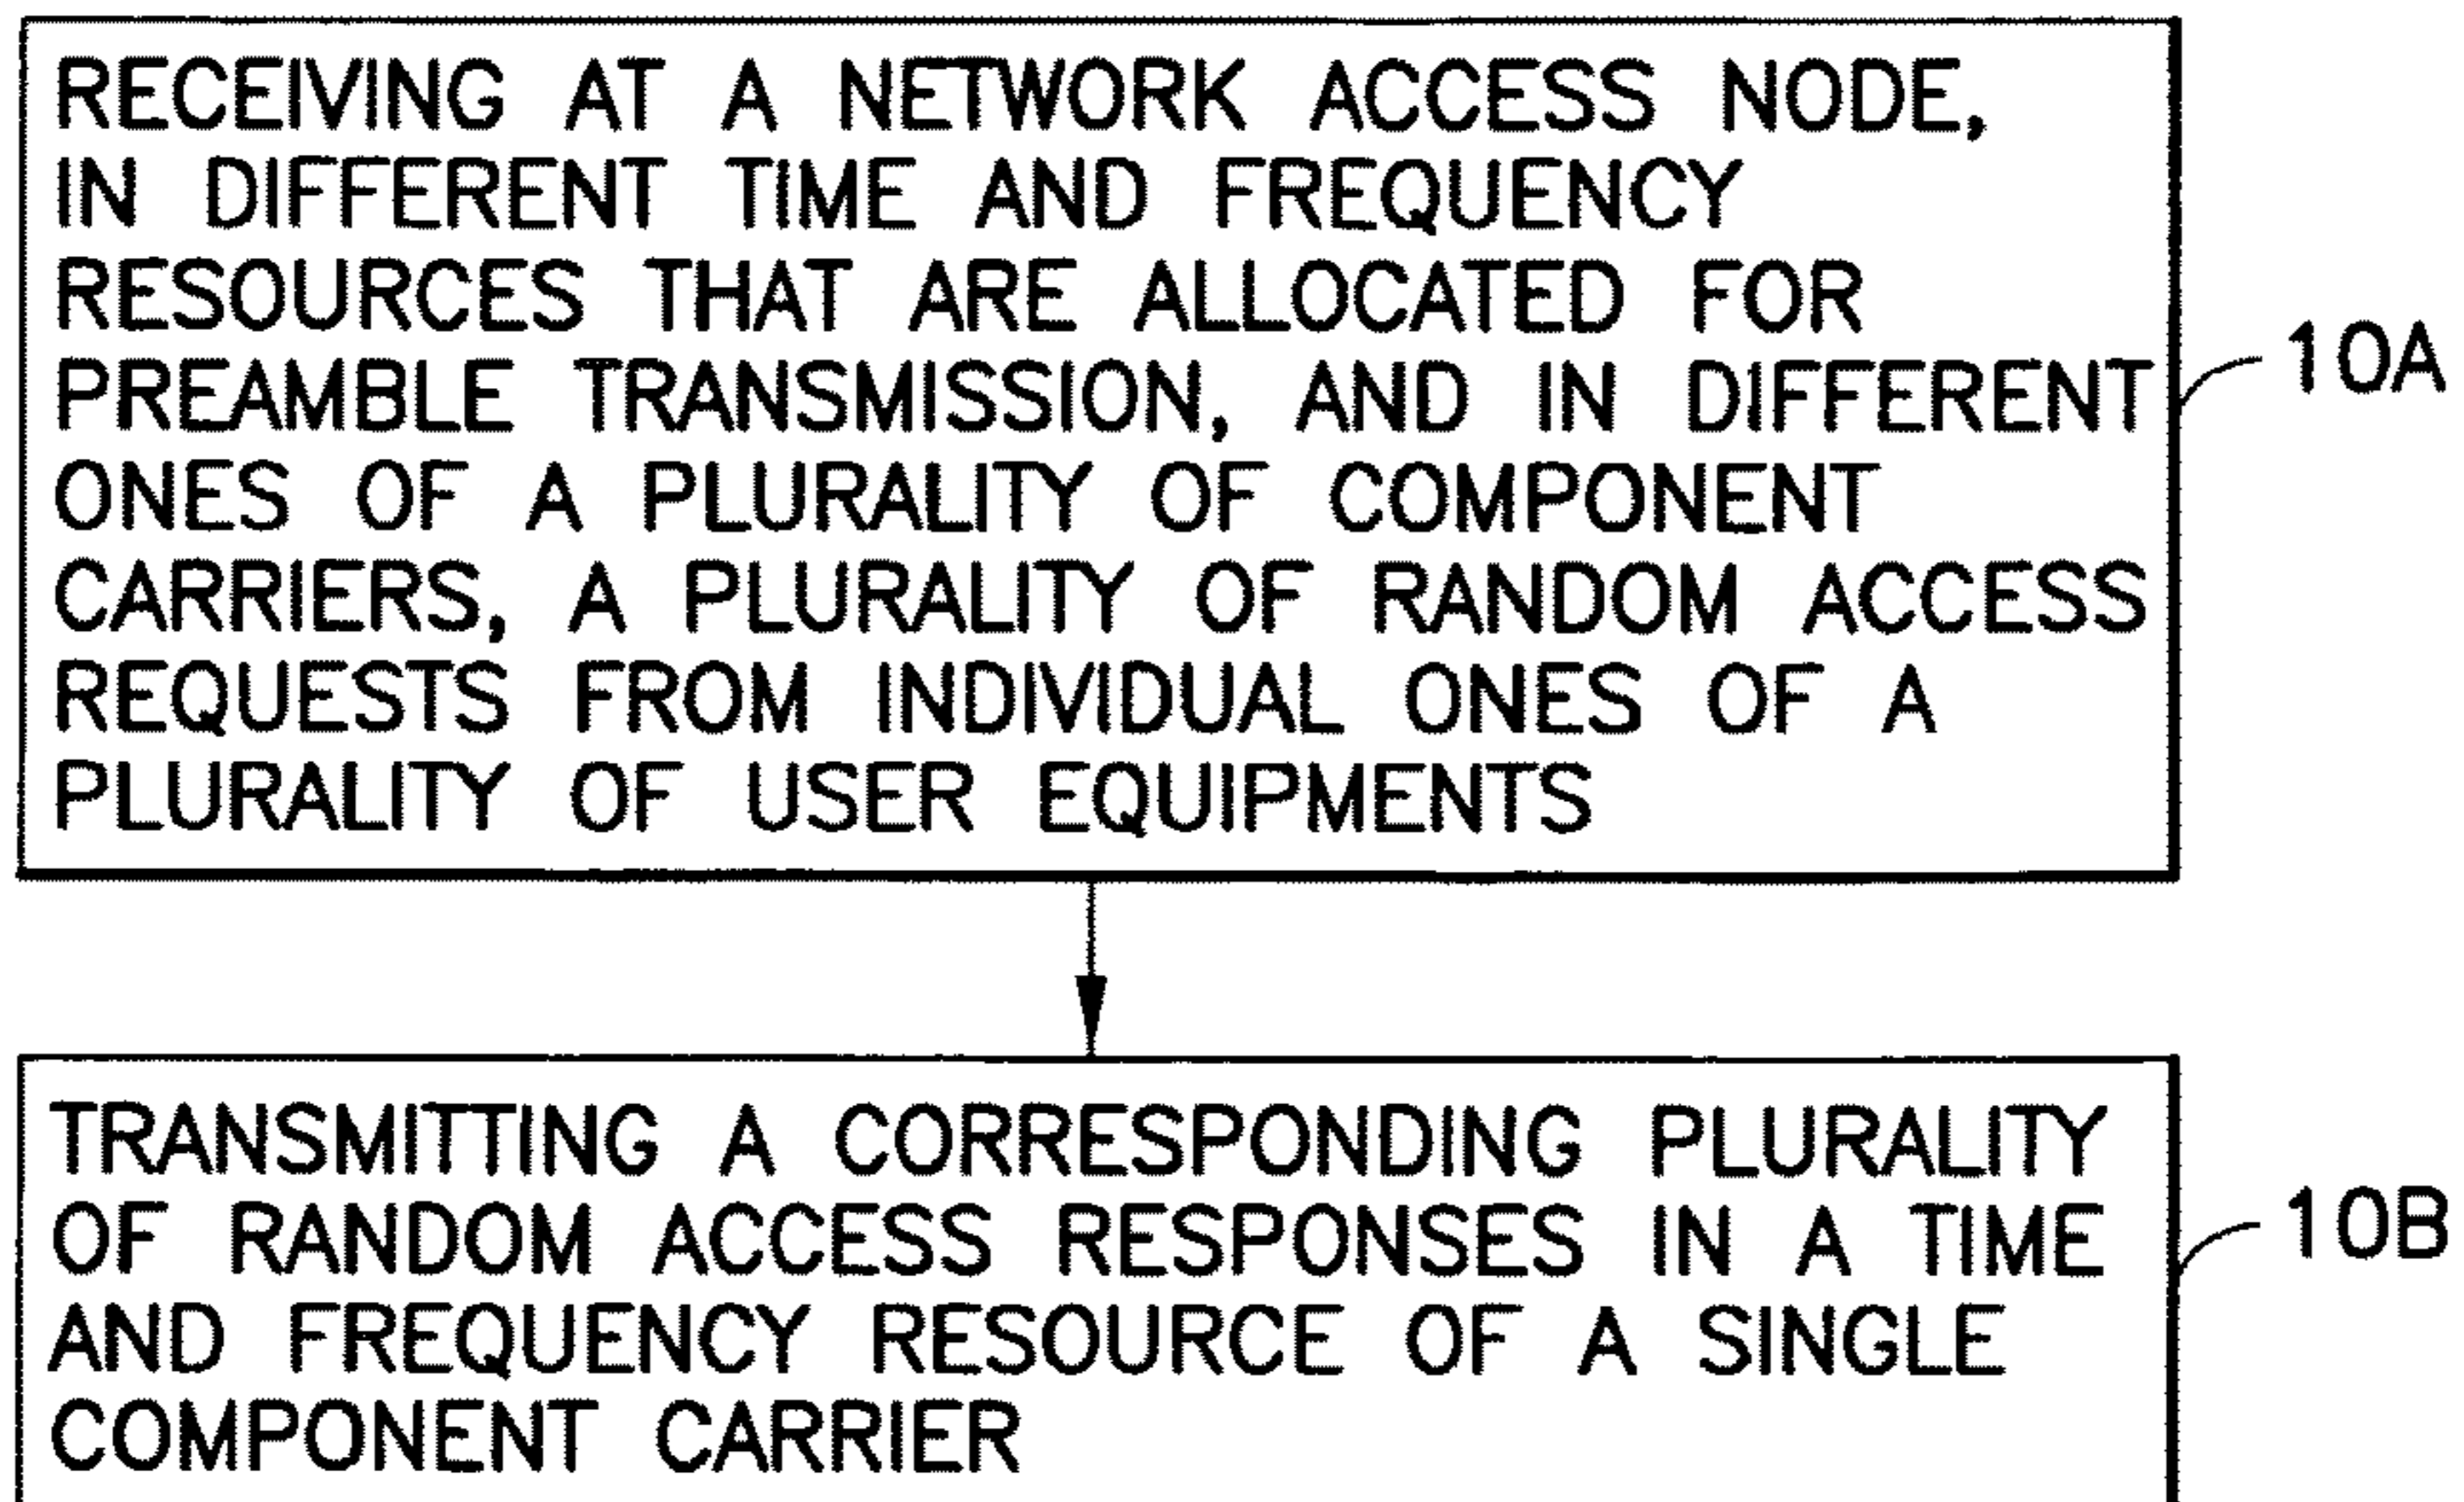 RECEIVING AT A NETWORK ACCESS NODE,
IN DIFFERENT TIME AND FREQUENCY
RESOURCES THAT ARE ALLOCATED FOR
PREAMBLE TRANSMISSION, AND IN DIFFERENT
ONES OF A PLURALITY OF COMPONENT
CARRIERS, A PLURALITY OF RANDOM ACCESS
REQUESTS FROM INDIVIDUAL ONES OF A
PLURALITY OF USER EQUIPMENTS
10A
TRANSMITTING A CORRESPONDING PLURALITY
OF RANDOM ACCESS RESPONSES IN A TIME
AND FREQUENCY RESOURCE OF A SINGLE
COMPONENT CARRIER
10B